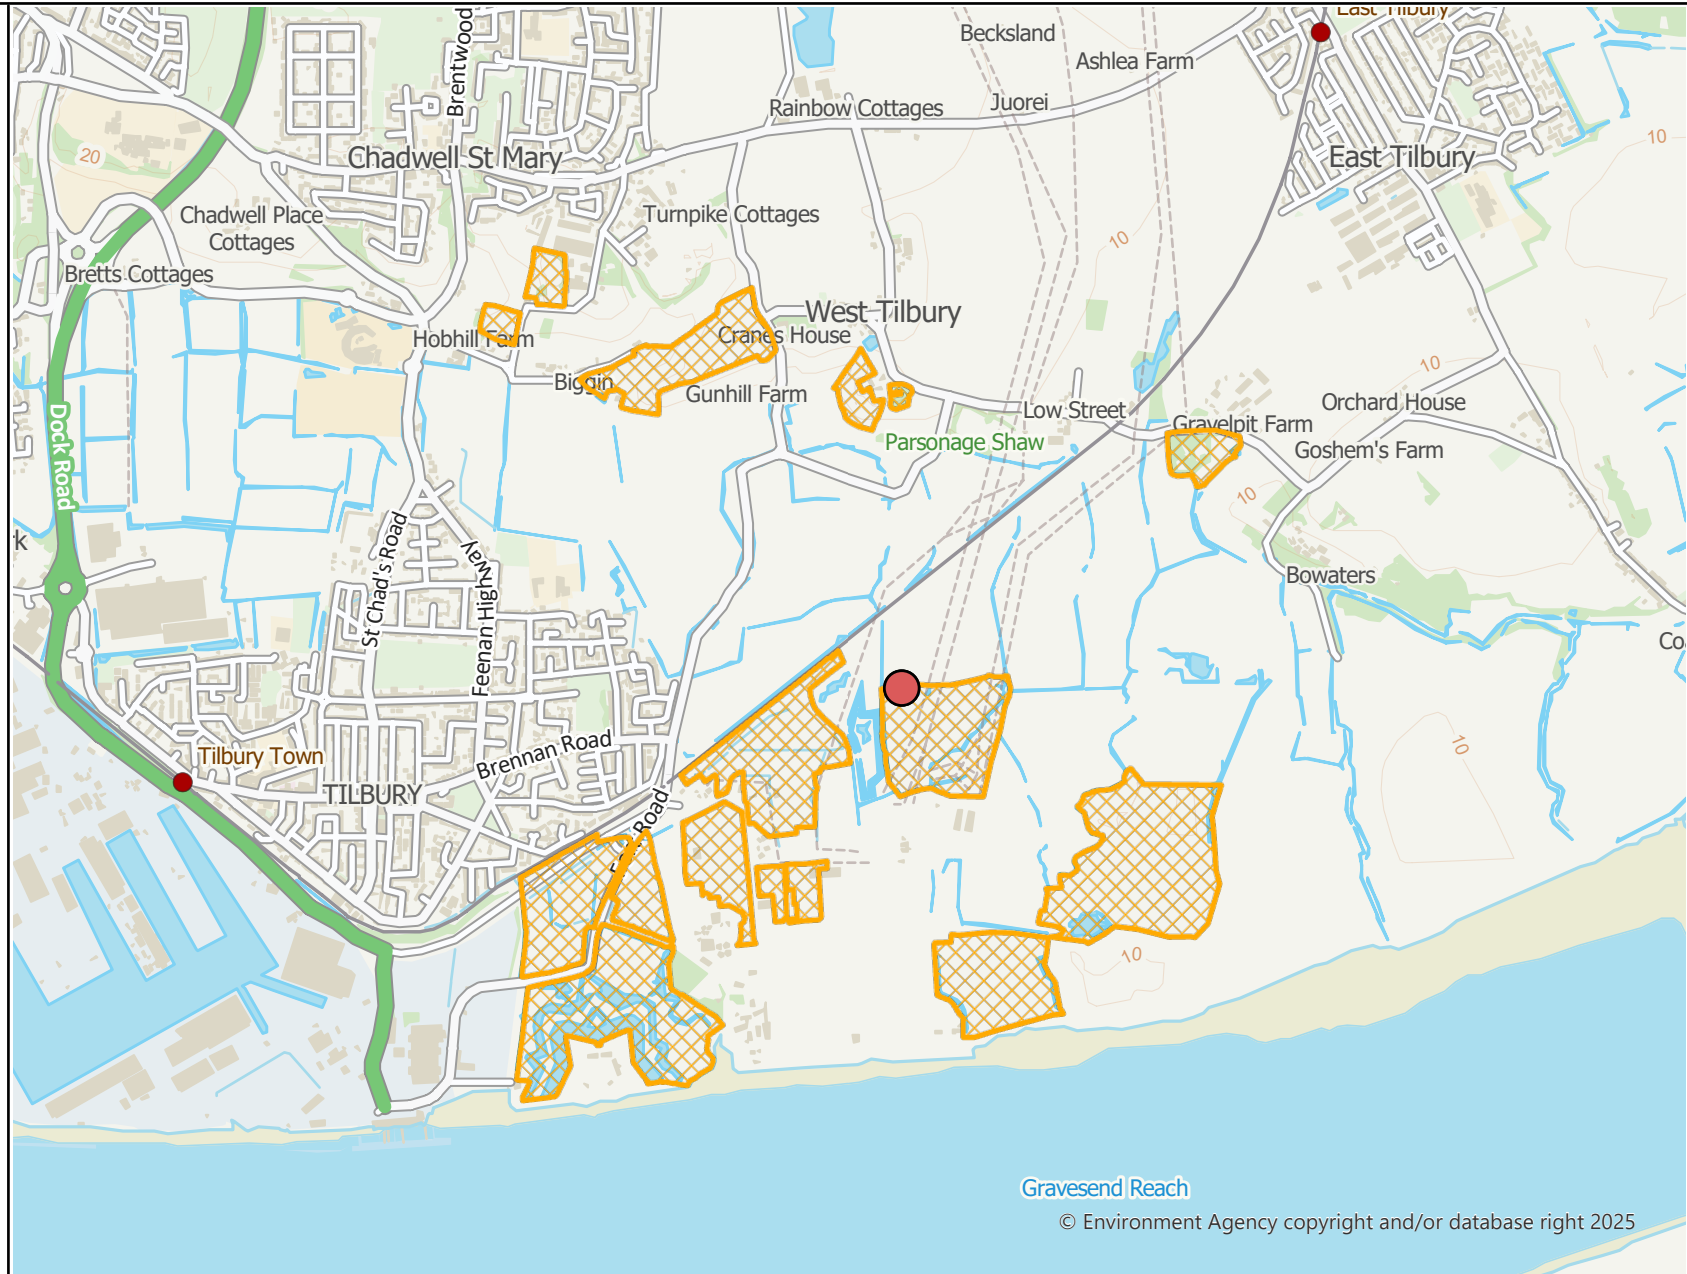 East Tilbury
Becksland
Ashlea Farm
Brentwood
Rainbow Cottages
Juorei
10
20
Chadwell St Mary
East Tilbury
Chadwell Place
Cottages
Turnpike Cottages
10
Bretts Cottages
West Tilbury
Hobhill Farm
Cranes House
10
Biggin
Gunhill Farm
Low Street
Orchard House
Gravelpit Farm
Dock Road
Parsonage Shaw
Goshem's Farm
10
rk
St Chad's Road
Feenan Highway
Bowaters
Co
Tilbury Town
Brennan Road
10
TILBURY
Road
10
Gravesend Reach
© Environment Agency copyright and/or database right 2025